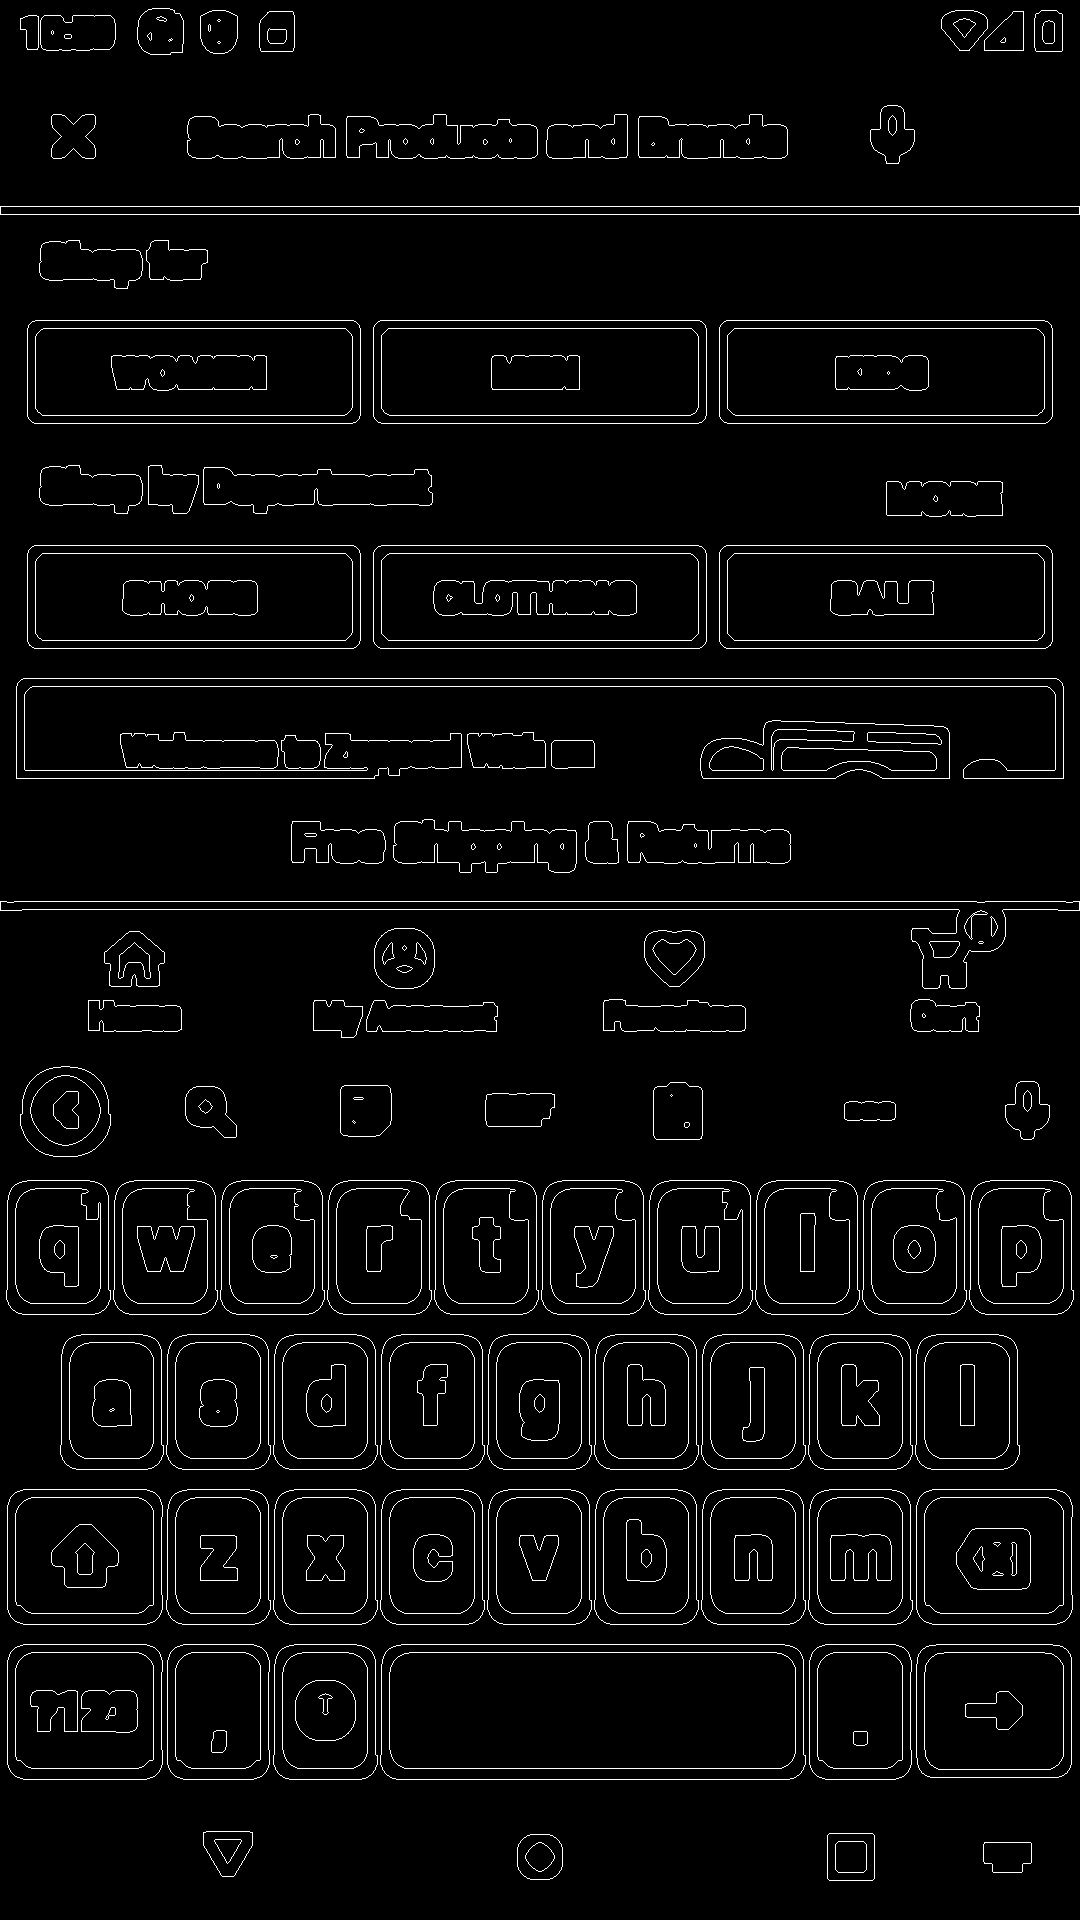 Search Products and Brands
Shop for
WOMEN
MEN
KIDS
Shop by Department
MORE
SHOES
CLOTHING
SALE
Welcome to Zappos!
Free Shipping & Returns
Home
My Account
Favorites
Cart
q w e r t y u i o p
a s d f g h j k l
z x c v b n m
?123
, .